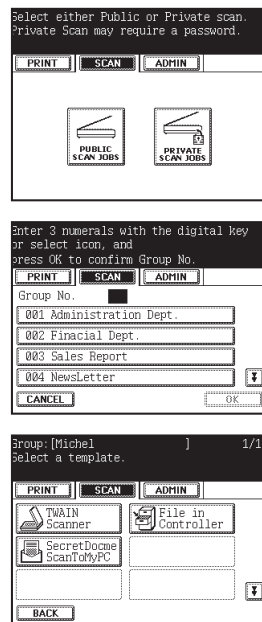 Select either Public or Private scan.
Private Scan may require a password.
PRINT SCAN ADMIN
PUBLIC
SCAN JOBS
PRIVATE
SCAN JOBS
Enter 3 numerals with the digital key
or select icon, and
press OK to confirm Group No.
PRINT SCAN ADMIN
Group No.
001 Administration Dept.
002 Finacial Dept.
003 Sales Report
004 NewsLetter
CANCEL OK
Group:[Michel ] 1/1
Select a template.
PRINT SCAN ADMIN
TWAIN
Scanner
File in
Controller
SecretDocme
ScanToMyPC
BACK